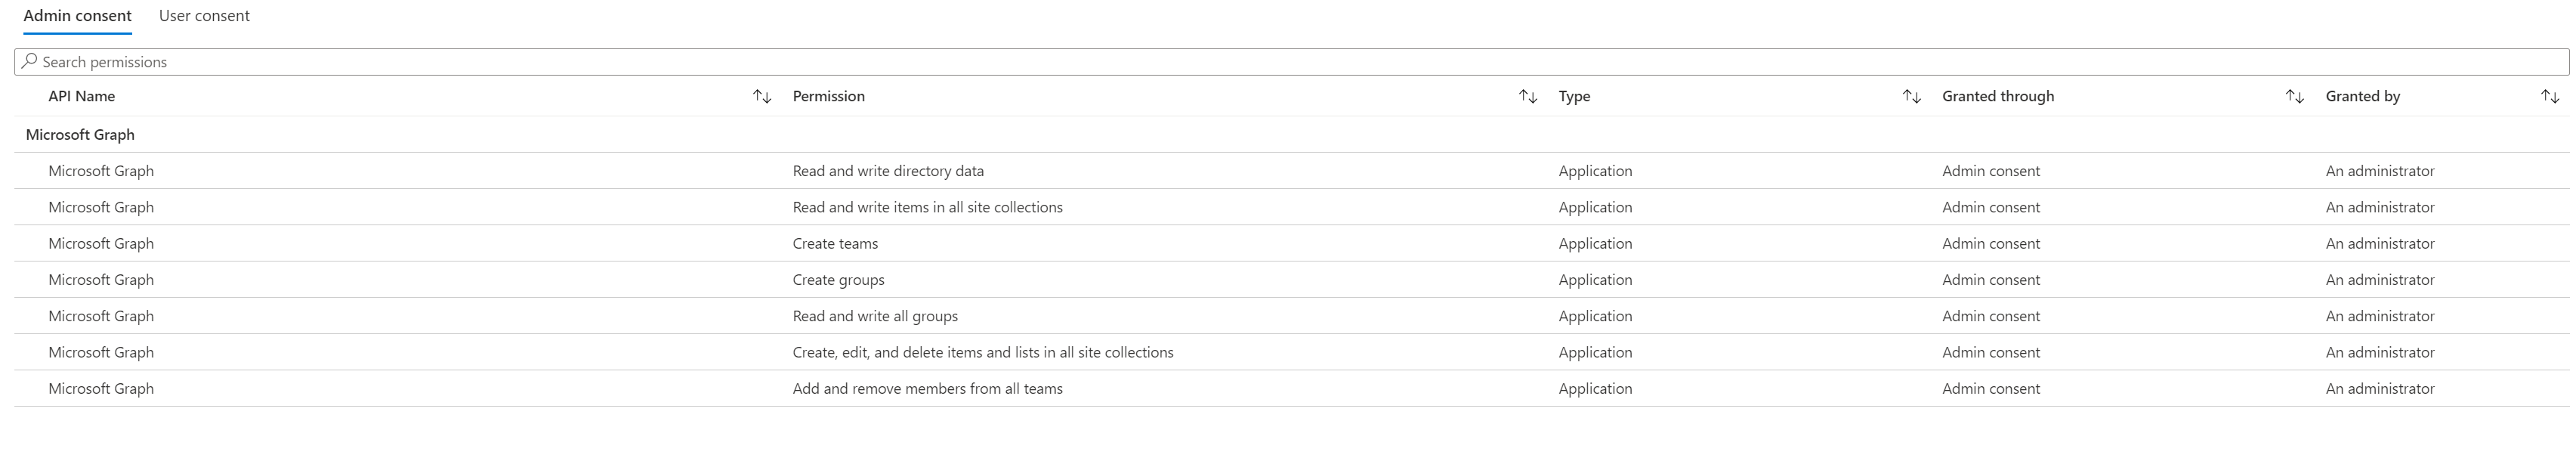 Admin consent User consent
Search permissions
API Name Permission Type Granted through Granted by
Microsoft Graph
Microsoft Graph Read and write directory data Application Admin consent An administrator
Microsoft Graph Read and write items in all site collections Application Admin consent An administrator
Microsoft Graph Create teams Application Admin consent An administrator
Microsoft Graph Create groups Application Admin consent An administrator
Microsoft Graph Read and write all groups Application Admin consent An administrator
Microsoft Graph Create, edit, and delete items and lists in all site collections Application Admin consent An administrator
Microsoft Graph Add and remove members from all teams Application Admin consent An administrator